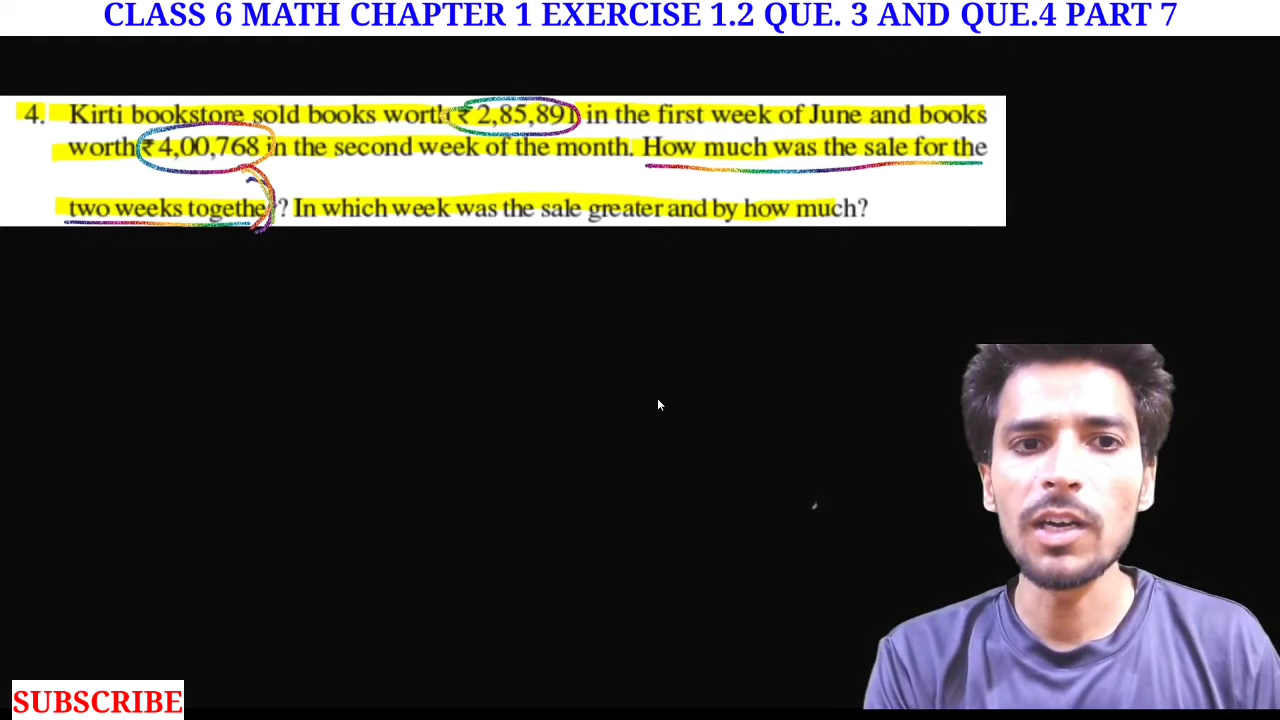 CLASS 6 MATH CHAPTER 1 EXERCISE 1.2 QUE. 3 AND QUE.4 PART 7
4. Kirti bookstore sold books worth ₹ 2,85,891 in the first week of June and books
worth ₹ 4,00,768 in the second week of the month. How much was the sale for the
two weeks together? In which week was the sale greater and by how much?
SUBSCRIBE